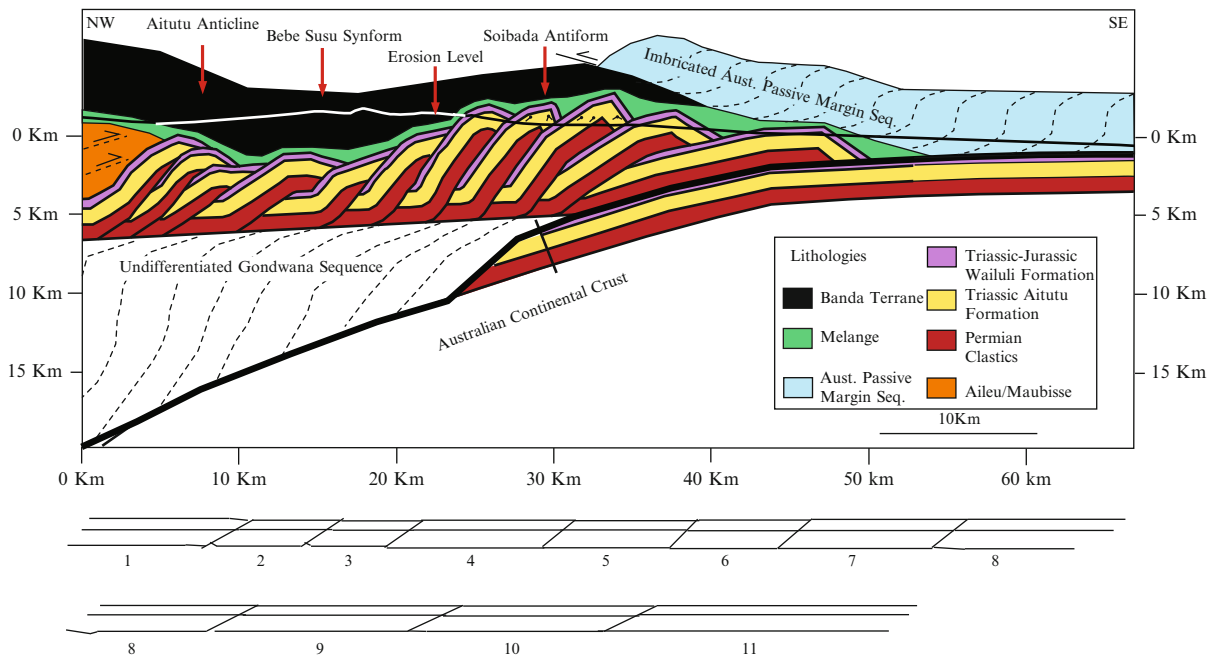 NW
SE
Aitutu Anticline
Bebe Susu Synform
Erosion Level
Soibada Antiform
Imbricated Aust. Passive Margin Seq.
0 Km
5 Km
10 Km
15 Km
0 Km
5 Km
10 Km
15 Km
Undifferentiated Gondwana Sequence
Australian Continental Crust
Lithologies
Banda Terrane
Melange
Aust. Passive
Margin Seq.
Triassic-Jurassic
Wailuli Formation
Triassic Aitutu
Formation
Permian
Clastics
Aileu/Maubisse
10Km
0 Km
10 Km
20 Km
30 Km
40 Km
50 km
60 km
1
2
3
4
5
6
7
8
8
9
10
11